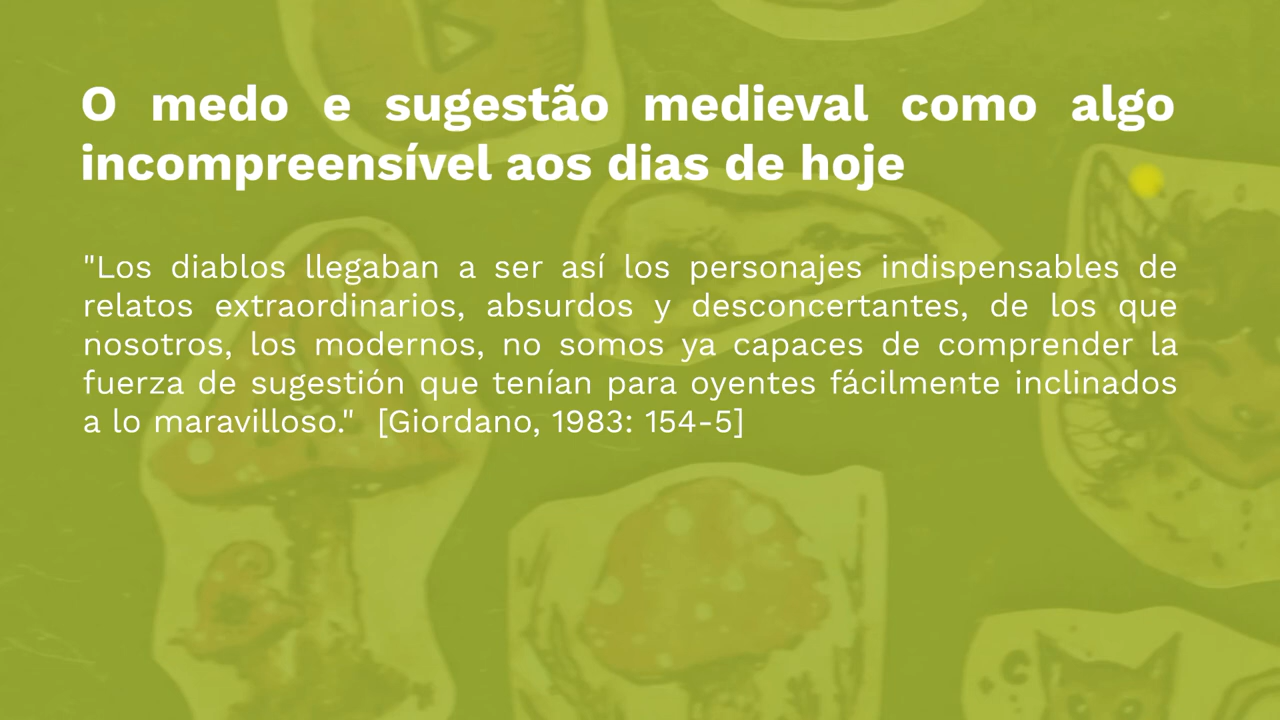 O medo e sugestão medieval como algo
incompreensível aos dias de hoje
"Los diablos llegaban a ser así los personajes indispensables de
relatos extraordinarios, absurdos y desconcertantes, de los que
nosotros, los modernos, no somos ya capaces de comprender la
fuerza de sugestión que tenían para oyentes fácilmente inclinados
a lo maravilloso." [Giordano, 1983: 154-5]